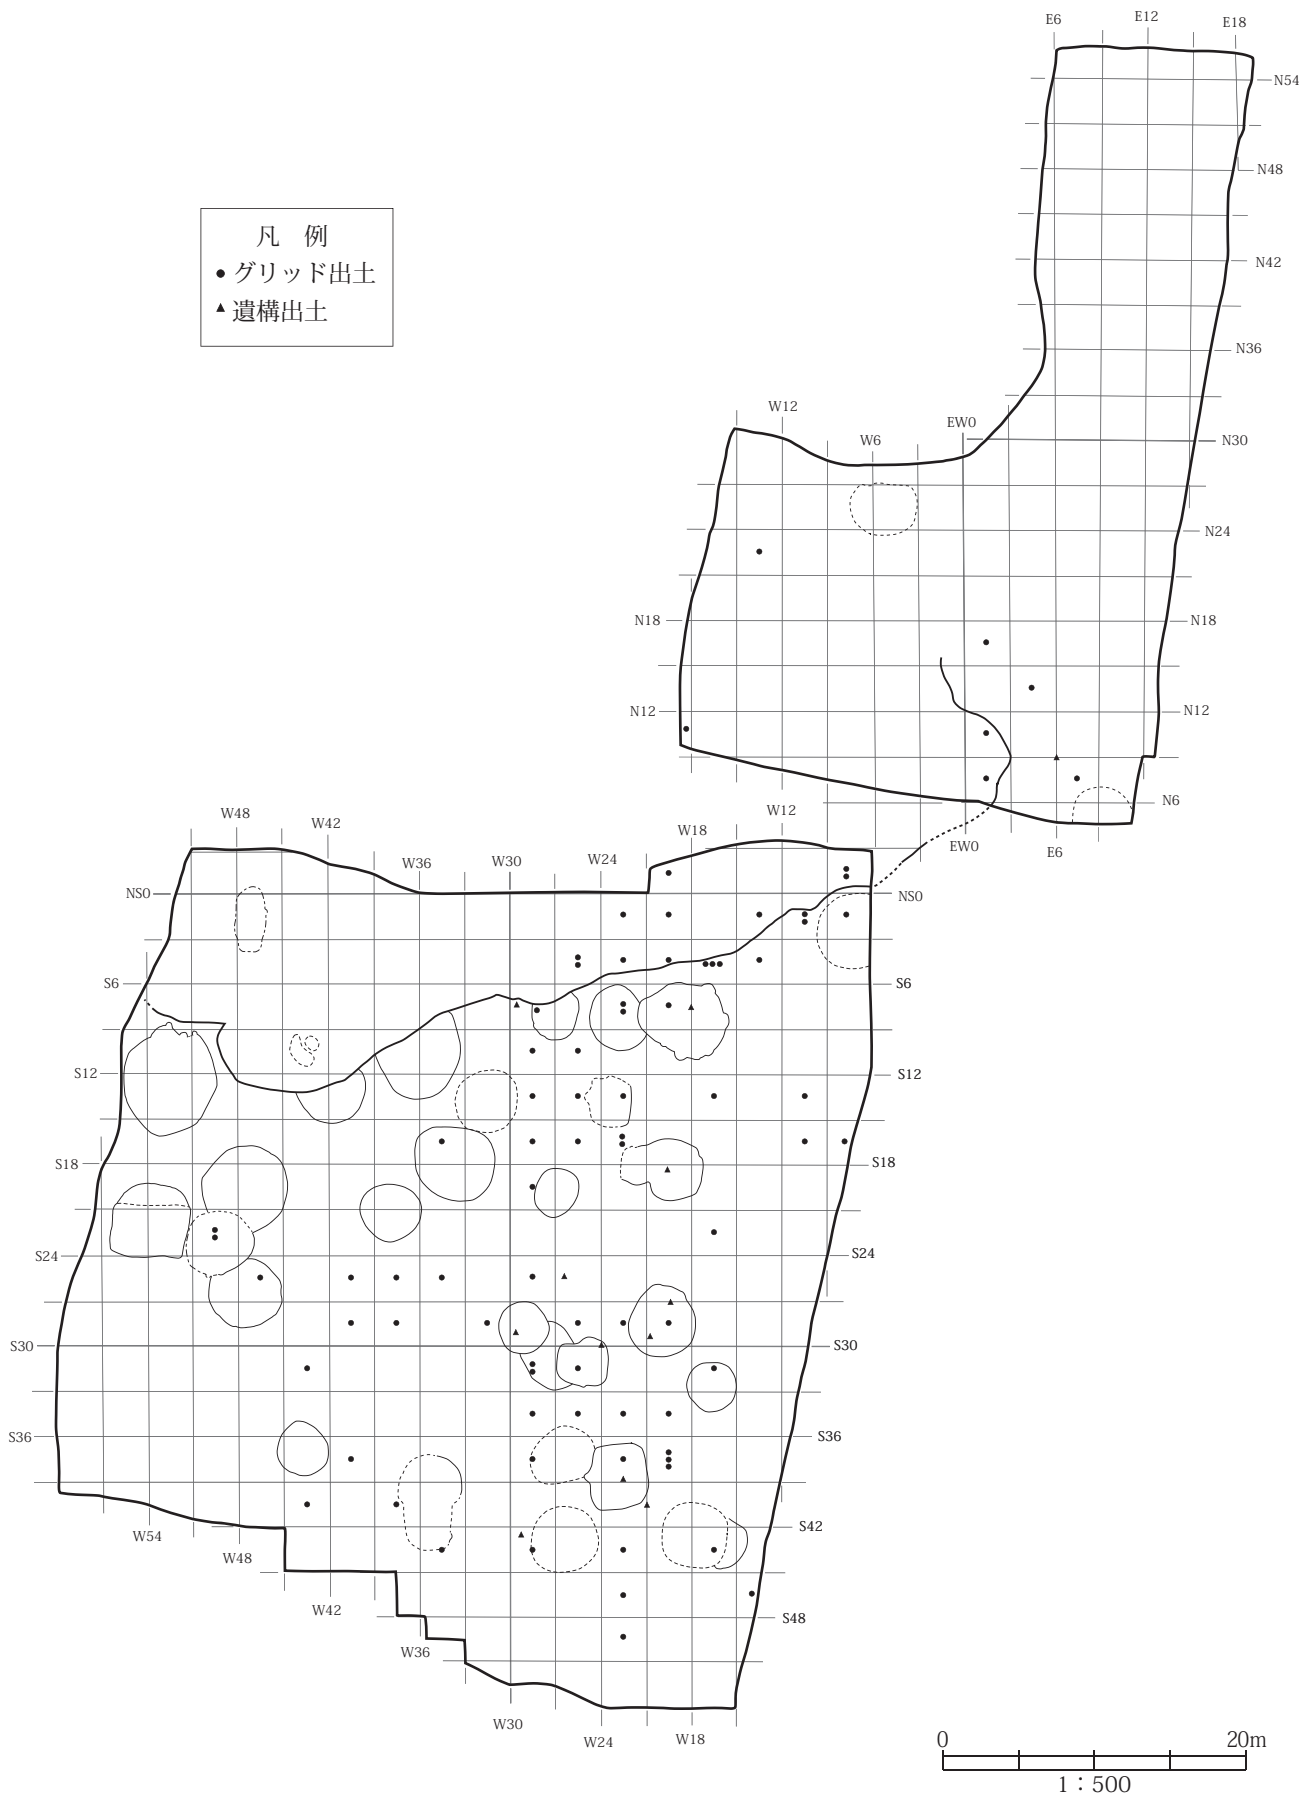 E6
E12
E18
N54
N48
N42
N36
N30
N24
N18
N12
N6
凡 例
グリッド出土
遺構出土
W12
W6
EW0
N18
N12
EW0
E6
W48
W42
W36
W30
W24
W18
W12
NS0
NS0
S6
S6
S12
S12
S18
S18
S24
S24
S30
S30
S36
S36
S42
S48
W54
W48
W42
W36
W30
W24
W18
0 20m
1:500